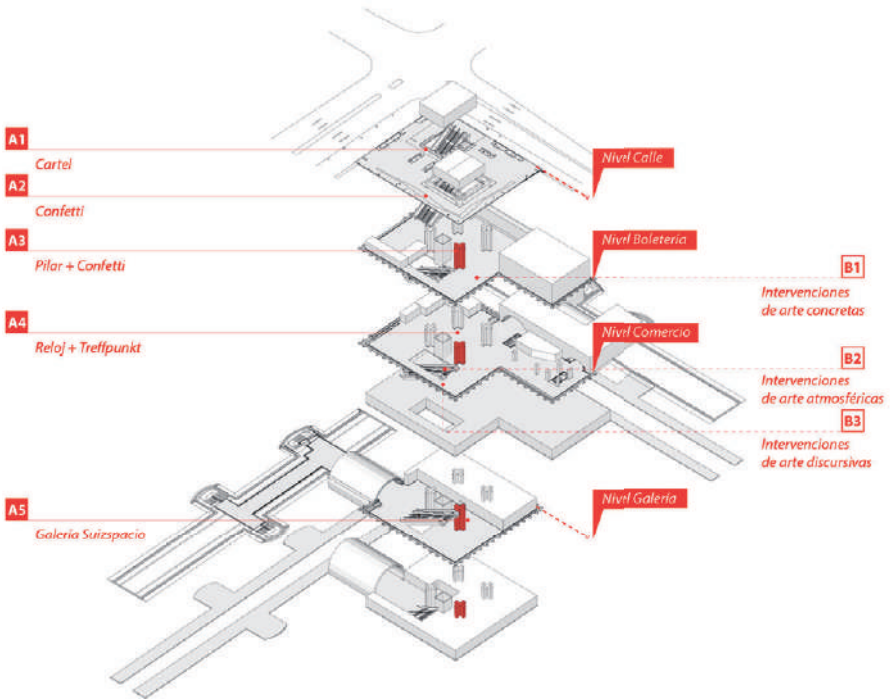 A1
Cartel
Nivel Calle
A2
Confetti
A3
Nivel Boletería
Pilar + Confetti
B1
Intervenciones
de arte concretas
A4
Nivel Comercio
Reloj + Treffpunkt
B2
Intervenciones
de arte atmosféricas
B3
Intervenciones
de arte discursivas
Nivel Galería
A5
Galería Suizspacio